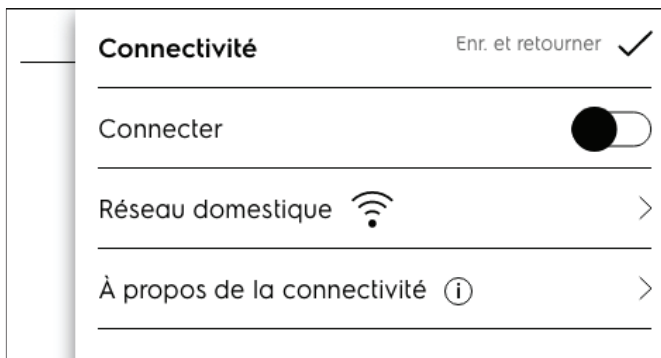 Connectivité
Enr. et retourner
Connecter
Réseau domestique
À propos de la connectivité